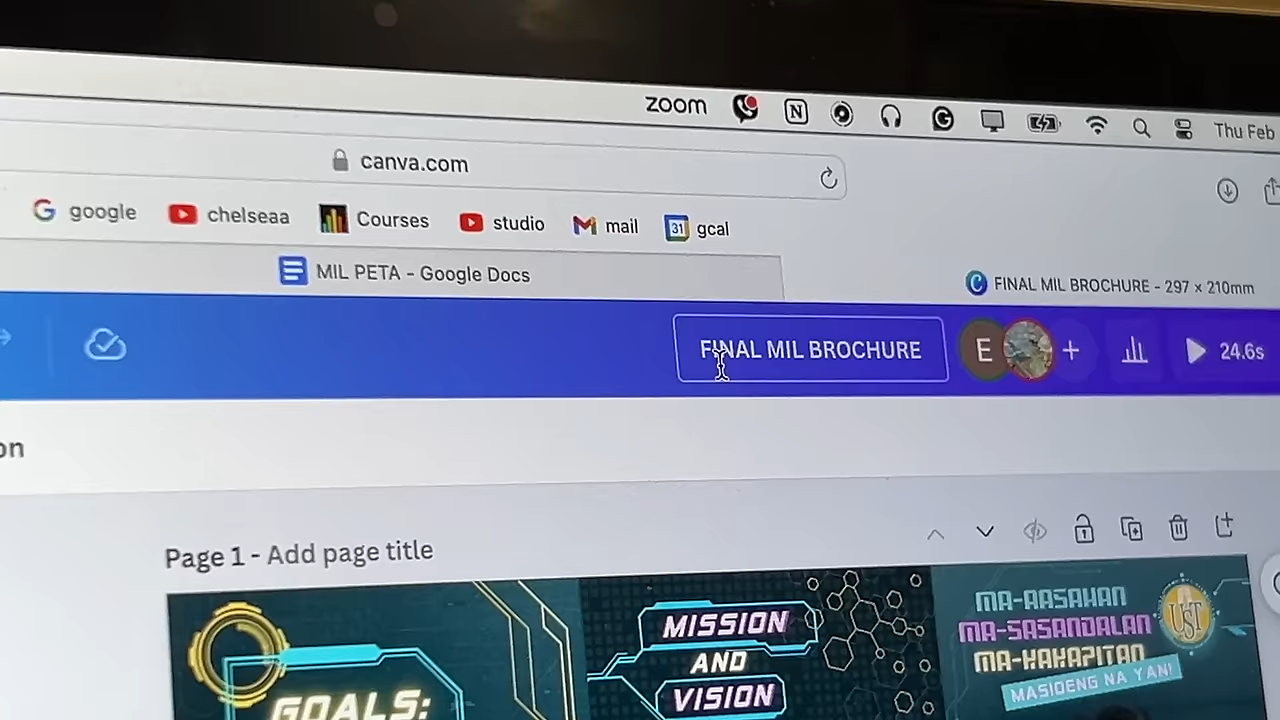 zoom
Thu Feb
canva.com
google
chelseaa
Courses
studio
31
mail
gcal
MIL PETA - Google Docs
FINAL MIL BROCHURE - 297 × 210mm
FINAL MIL BROCHURE
E
24.6s
on
Page 1 - Add page title
GOALS:
MISSION
AND
VISION
MA-AASAHAN
MA-SASANDALAN
MA-KAKAPITAN
MASIDENG NA YAN!
UST